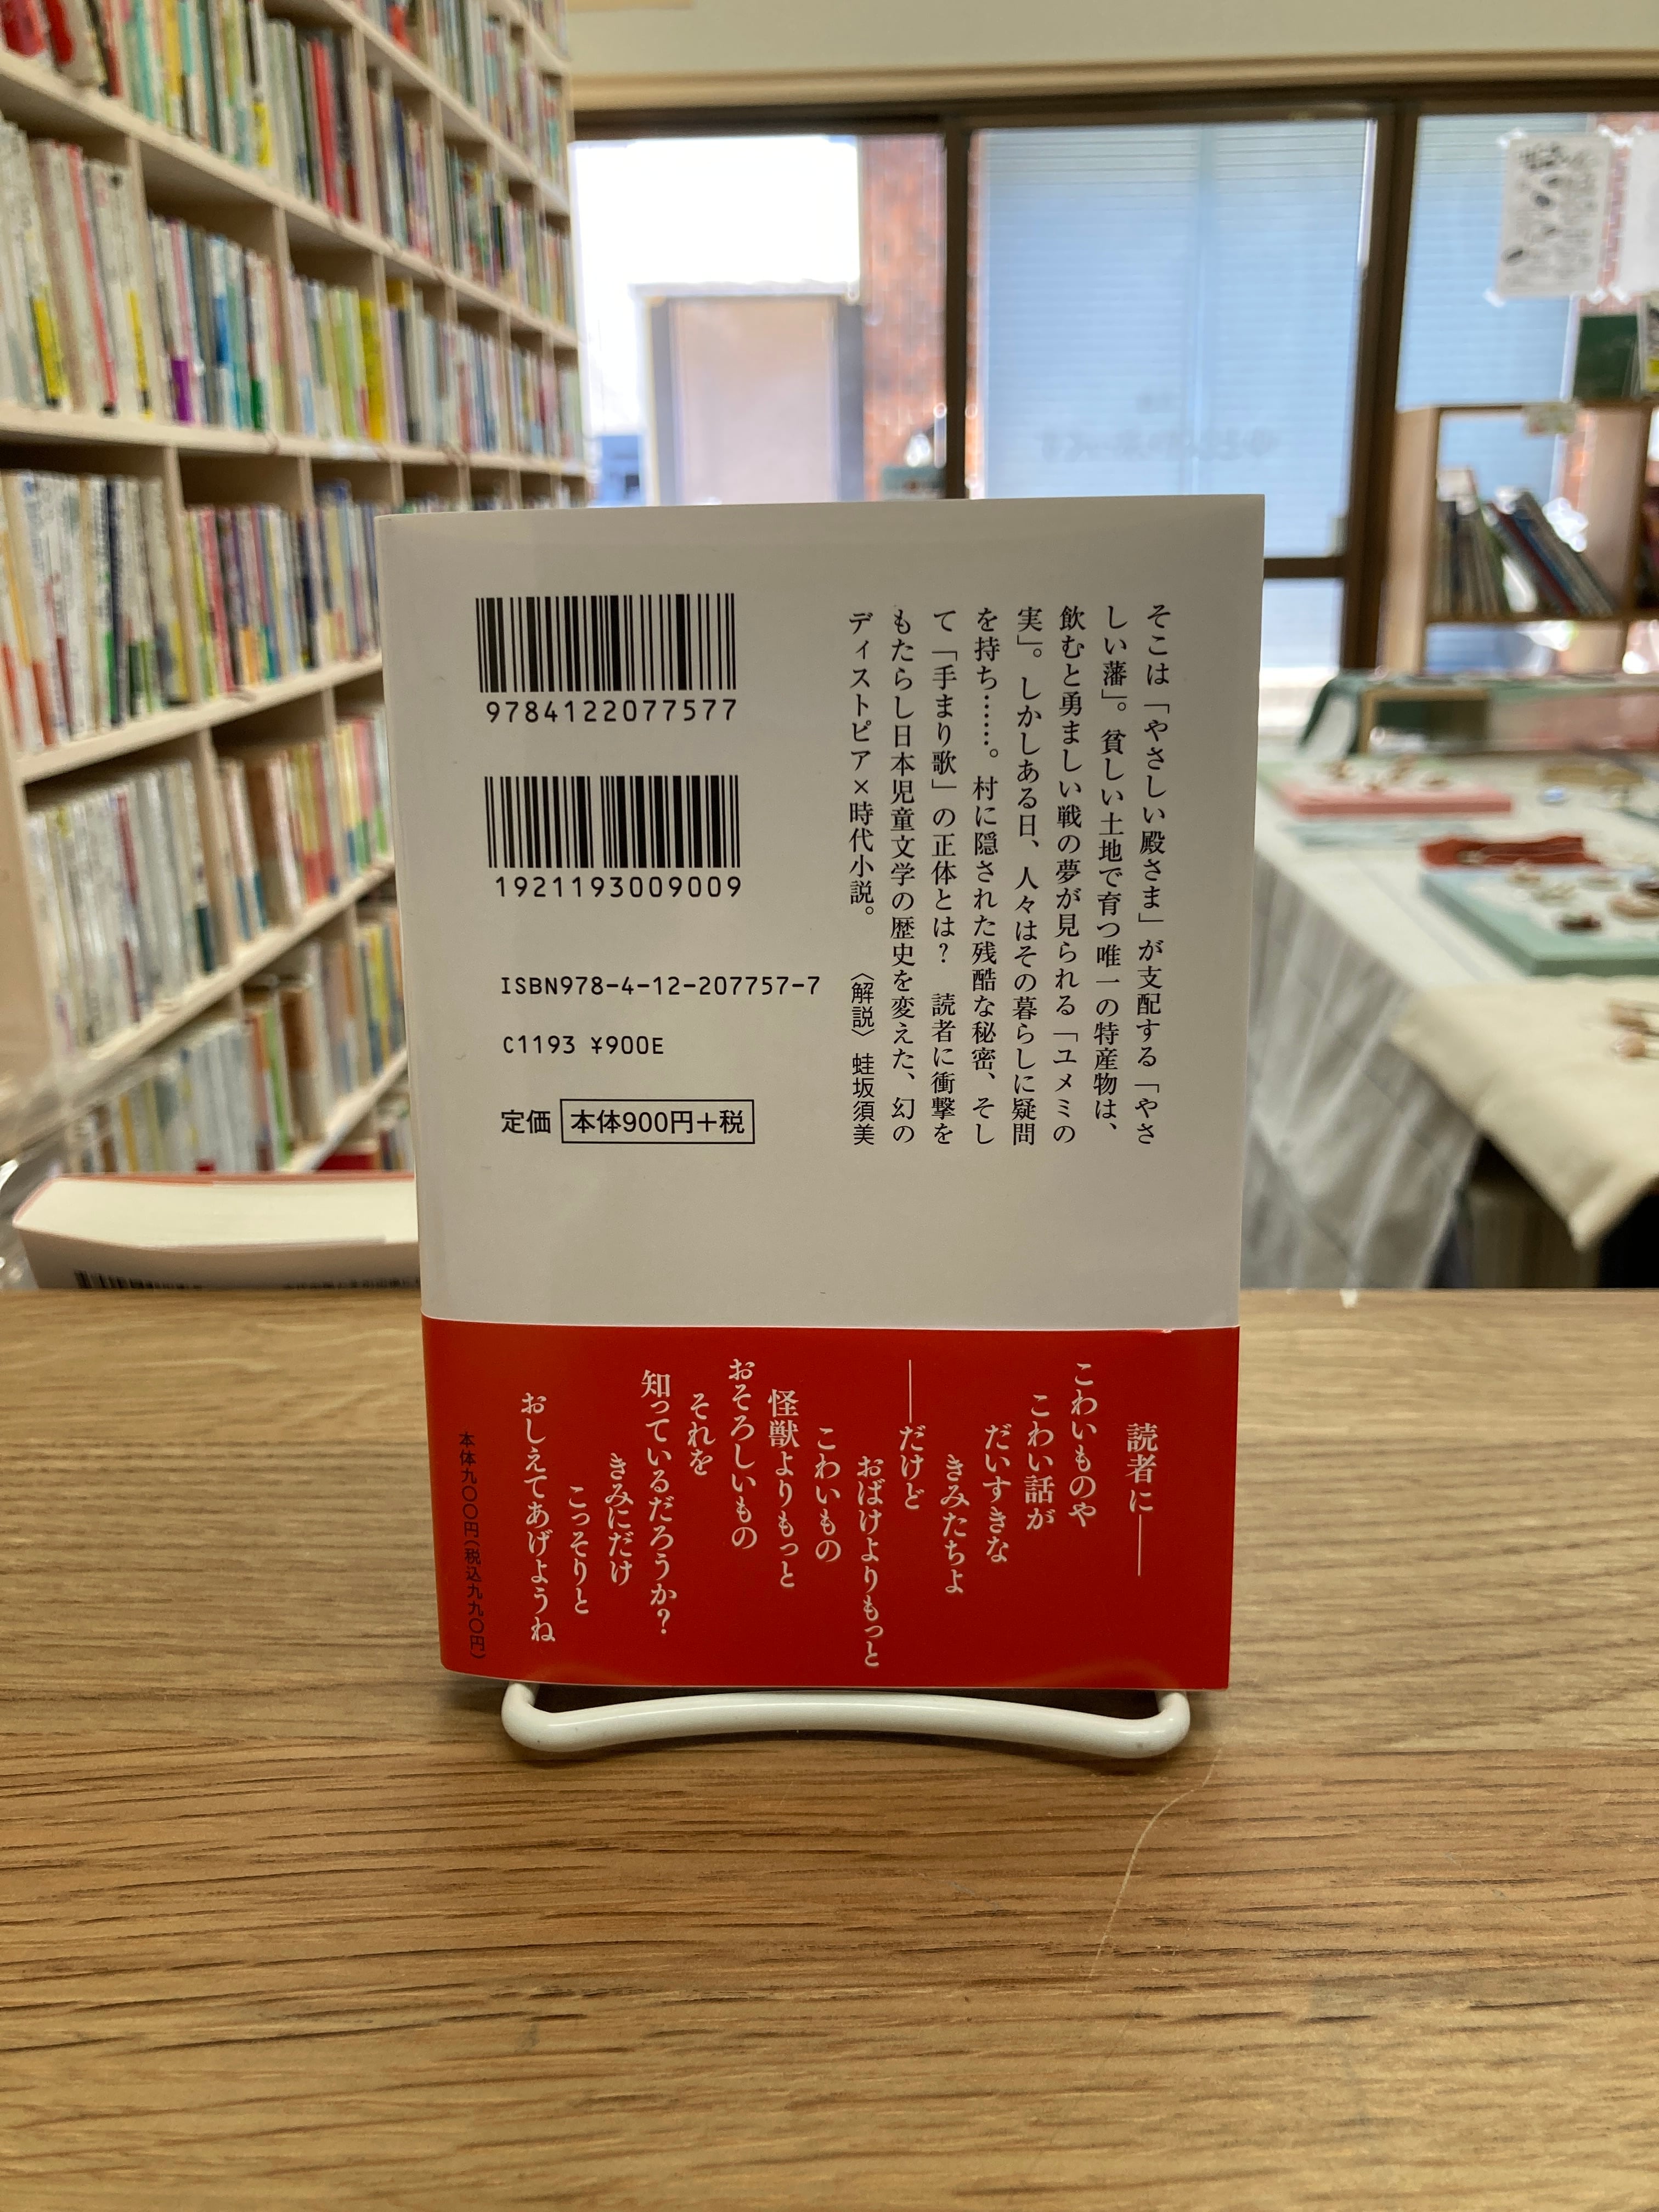 そこは「やさしい殿さま」が支配する「やさ
しい藩」。貧しい土地で育つ唯一の特産物は、
飲むと勇ましい戦の夢が見られる「ユメミの
実」。しかしある日、人々はその暮らしに疑問
を持ち……。村に隠された残酷な秘密、そし
て「手まり歌」の正体とは？　読者に衝撃を
もたらし日本児童文学の歴史を変えた、幻の
ディストピア×時代小説。　〈解説〉蛙坂須美
9784122077577
1921193009009
ISBN978-4-12-207757-7
C1193 ¥900E
定価 本体900円+税
読者に――
こわいものや
こわい話が
だいすきな
きみたちよ
――だけど
おばけよりもっと
こわいもの
怪獣よりもっと
おそろしいもの
それを
知っているだろうか？
きみにだけ
こっそりと
おしえてあげようね
本体九〇〇円（税込九九〇円）